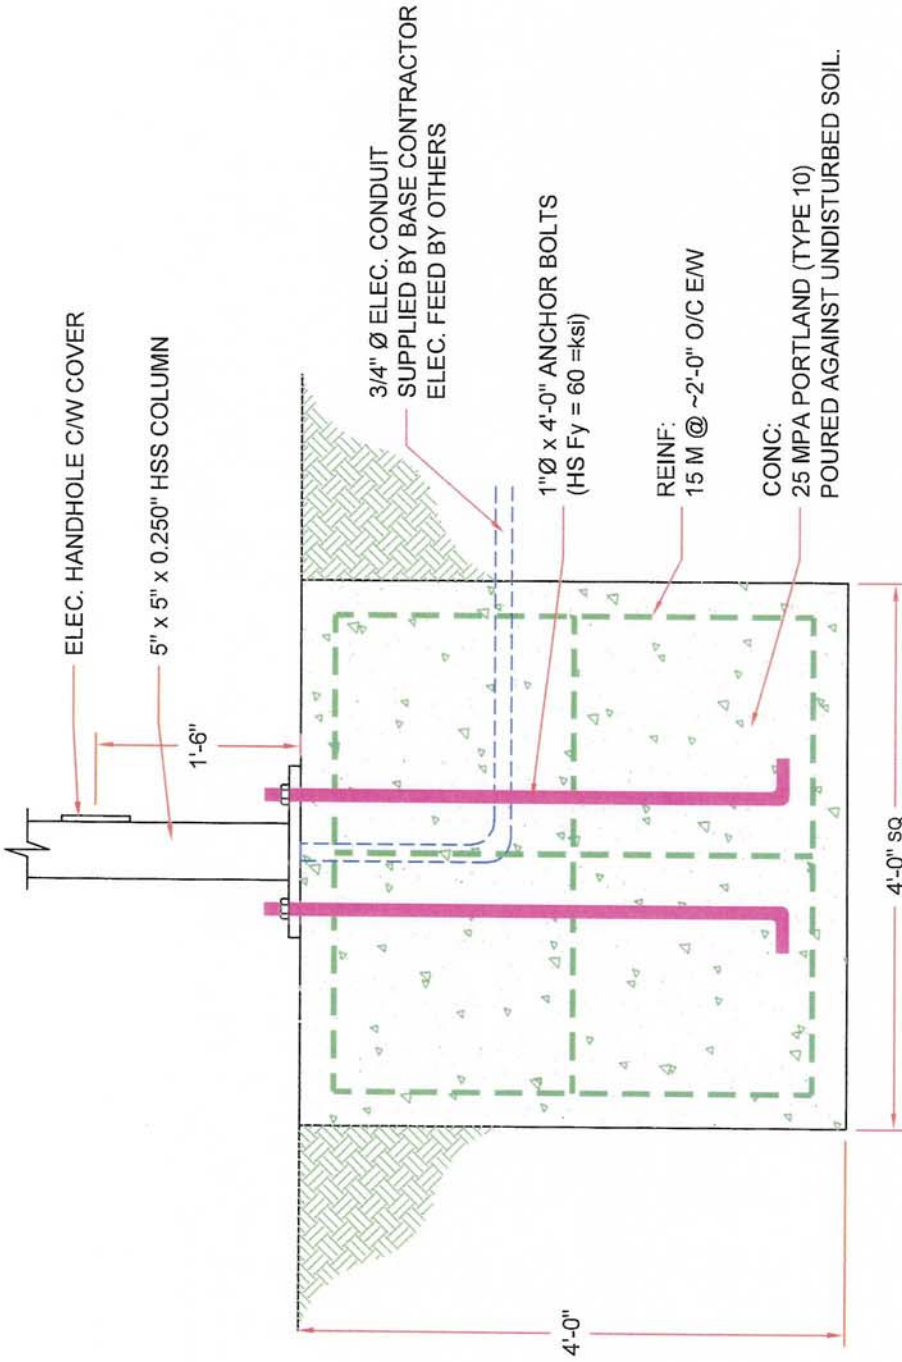 ELEC. HANDHOLE C/W COVER
5" x 5" x 0.250" HSS COLUMN
1'-6"
3/4" Ø ELEC. CONDUIT
SUPPLIED BY BASE CONTRACTOR
ELEC. FEED BY OTHERS
1"Ø x 4'-0" ANCHOR BOLTS
(HS Fy = 60 =ksi)
REINF:
15 M @ ~2'-0" O/C E/W
CONC:
25 MPA PORTLAND (TYPE 10)
POURED AGAINST UNDISTURBED SOIL.
4'-0"
4'-0" SQ